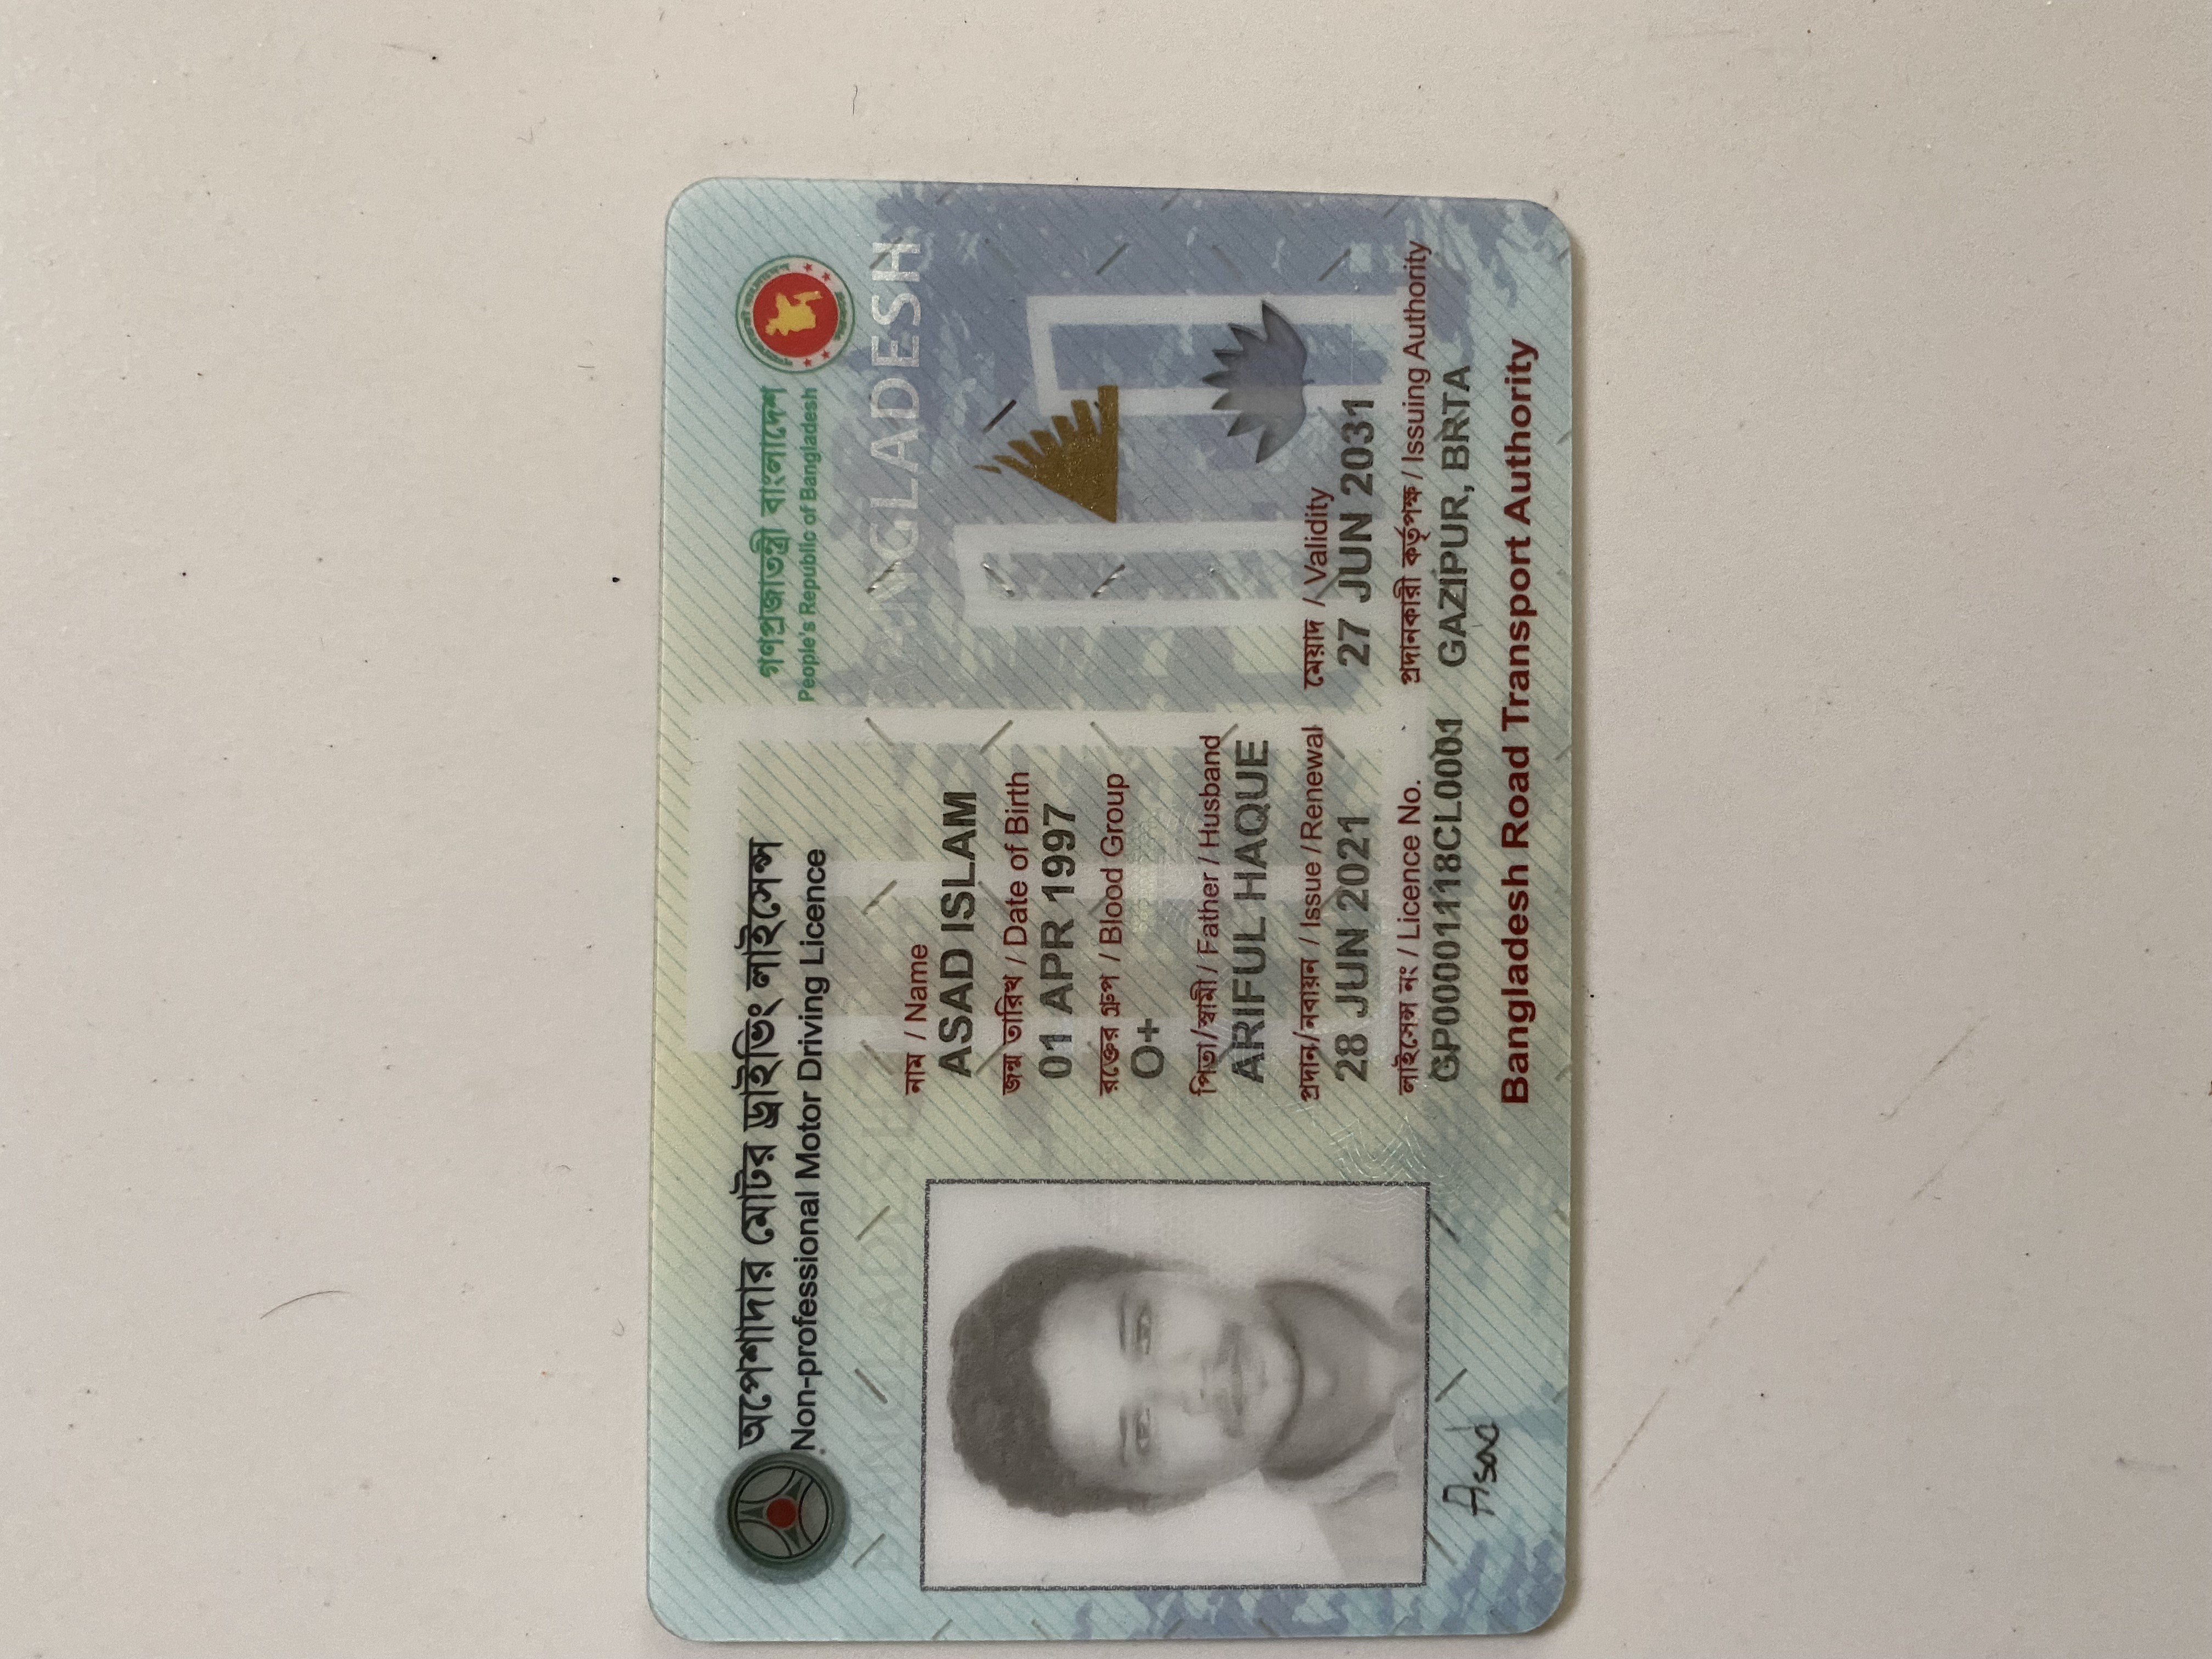 অপেশাদার মোটর ড্রাইভিং লাইসেন্স
Non-professional Motor Driving Licence
গণপ্রজাতন্ত্রী বাংলাদেশ
People's Republic of Bangladesh
BANGLADESH
নাম / Name
ASAD ISLAM
জন্ম তারিখ / Date of Birth
01 APR 1997
রক্তের গ্রুপ / Blood Group
O+
পিতা/স্বামী / Father / Husband
ARIFUL HAQUE
প্রদান/নবায়ন / Issue /Renewal
28 JUN 2021
মেয়াদ / Validity
27 JUN 2031
লাইসেন্স নং / Licence No.
GP0001118CL0001
প্রদানকারী কর্তৃপক্ষ / Issuing Authority
GAZIPUR, BRTA
Asad
Bangladesh Road Transport Authority